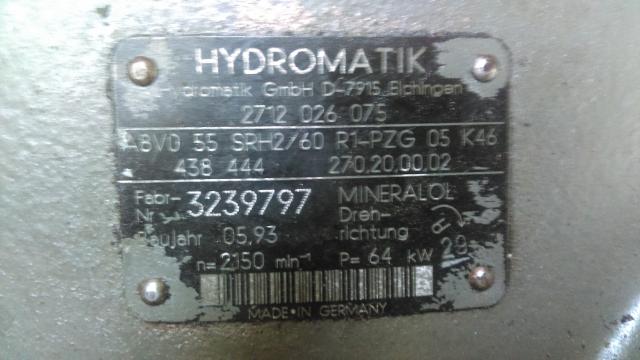 HYDROMATIK
Hydromatik GmbH D-7915 Elchingen
2712 026 075
A8VO 55 SRH2/60 R1-PZG 05 K46
438 444 270.20.00.02
Fabr- 3239797 MINERALÖL
Nr Dreh-
Baujahr 05.93 richtung
n= 2150 min⁻¹ P= 64 kW
MADE•IN GERMANY